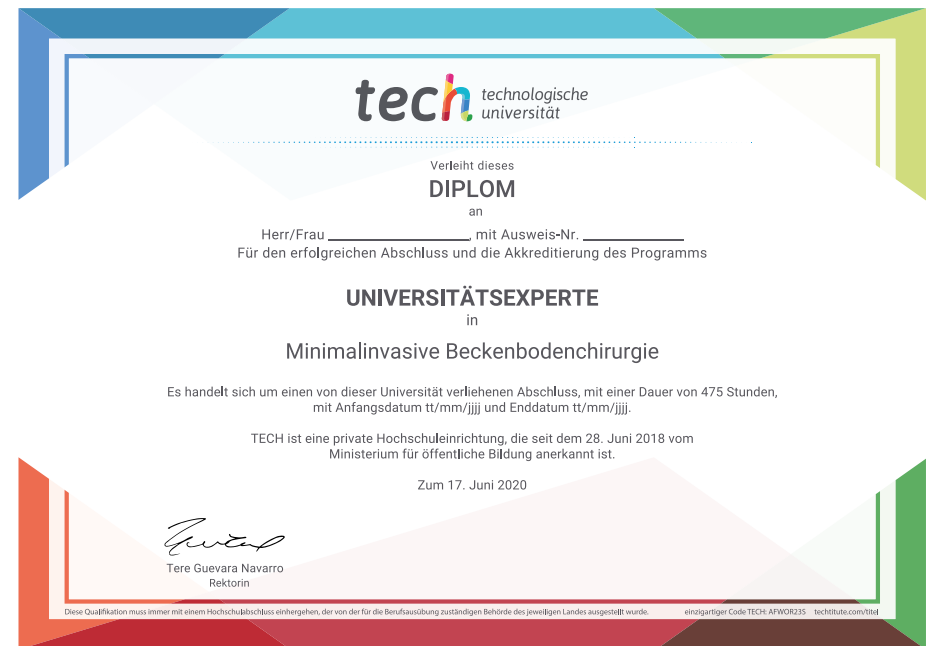 tech technologische
universität
Verleiht dieses
DIPLOM
an
Herr/Frau ____________________, mit Ausweis-Nr. ______________
Für den erfolgreichen Abschluss und die Akkreditierung des Programms
UNIVERSITÄTSEXPERTE
in
Minimalinvasive Beckenbodenchirurgie
Es handelt sich um einen von dieser Universität verliehenen Abschluss, mit einer Dauer von 475 Stunden,
mit Anfangsdatum tt/mm/jjjj und Enddatum tt/mm/jjjj.
TECH ist eine private Hochschuleinrichtung, die seit dem 28. Juni 2018 vom
Ministerium für öffentliche Bildung anerkannt ist.
Zum 17. Juni 2020
Tere Guevara Navarro
Rektorin
Diese Qualifikation muss immer mit einem Hochschulabschluss einhergehen, der von der für die Berufsausübung zuständigen Behörde des jeweiligen Landes ausgestellt wurde. einzigartiger Code TECH: AFWOR23S techtitute.com/titel